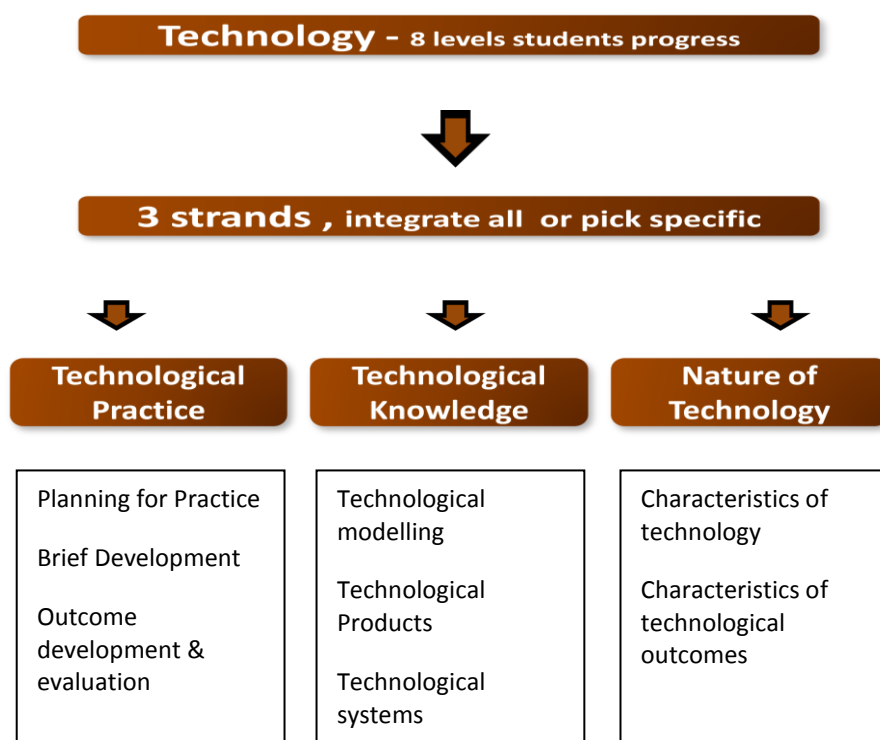 Technology - 8 levels students progress
3 strands , integrate all or pick specific
Technological
Practice
Technological
Knowledge
Nature of
Technology
Planning for Practice
Brief Development
Outcome
development &
evaluation
Technological
modelling
Technological
Products
Technological
systems
Characteristics of
technology
Characteristics of
technological
outcomes